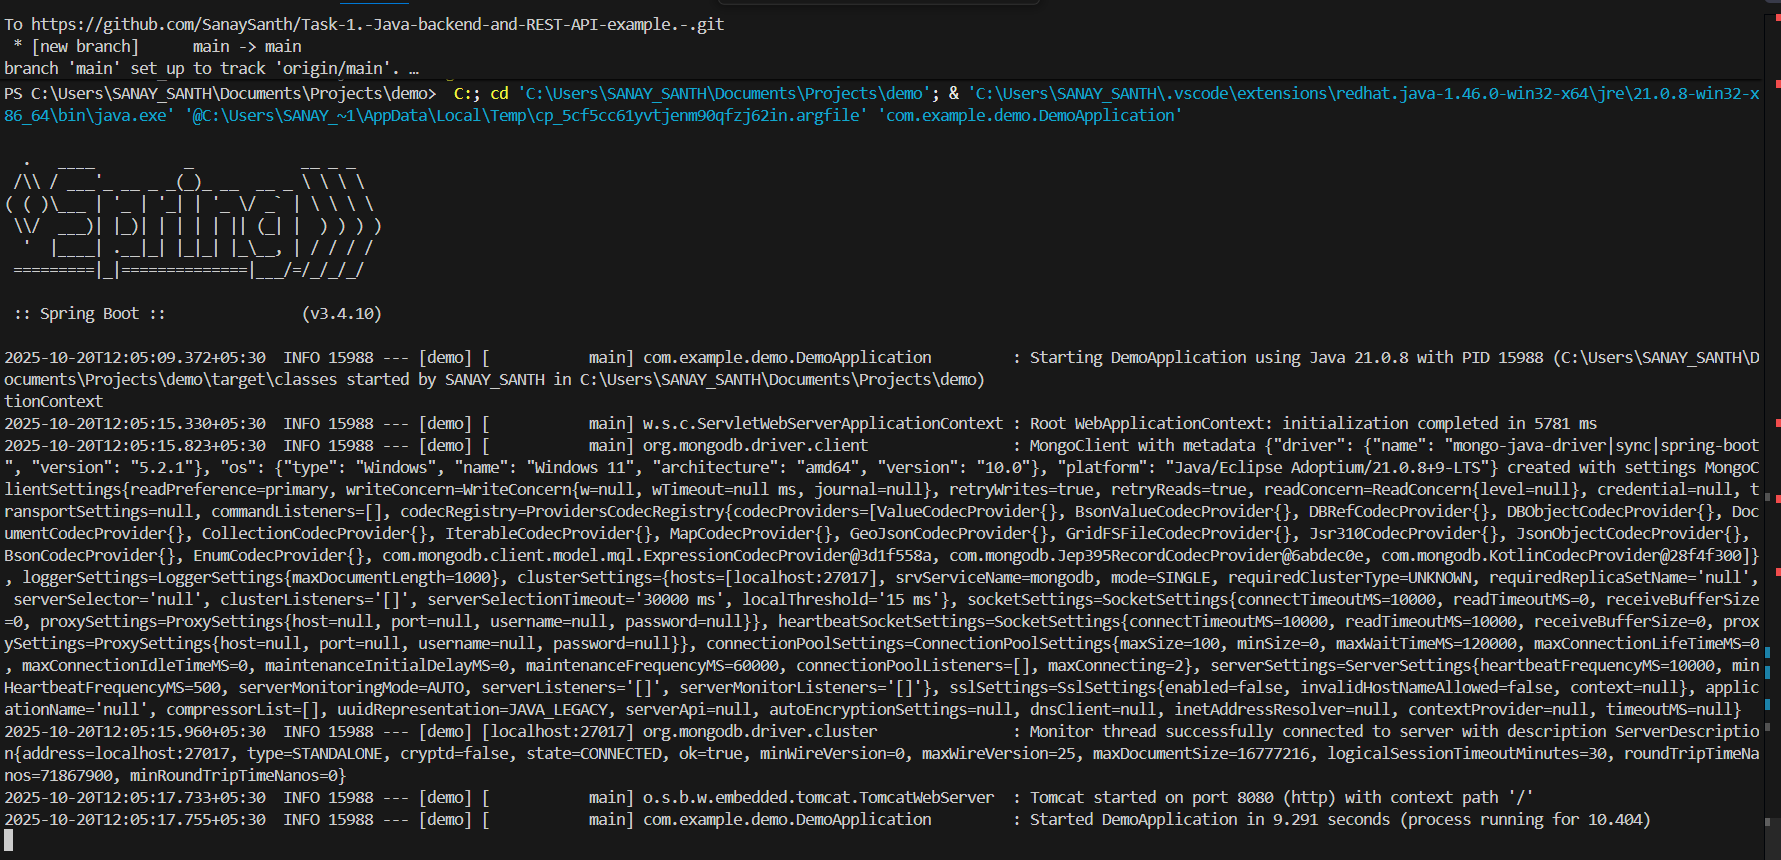 To https://github.com/SanaySanth/Task-1.-Java-backend-and-REST-API-example.-.git
 * [new branch]      main -> main
branch 'main' set up to track 'origin/main'. …
PS C:\Users\SANAY_SANTH\Documents\Projects\demo>  C:; cd 'C:\Users\SANAY_SANTH\Documents\Projects\demo'; & 'C:\Users\SANAY_SANTH\.vscode\extensions\redhat.java-1.46.0-win32-x64\jre\21.0.8-win32-x
86_64\bin\java.exe' '@C:\Users\SANAY_~1\AppData\Local\Temp\cp_5cf5cc61yvtjenm90qfzj62in.argfile' 'com.example.demo.DemoApplication'
  .   ____          _            __ _ _
 /\\ / ___'_ __ _ _(_)_ __  __ _ \ \ \ \
( ( )\___ | '_ | '_| | '_ \/ _` | \ \ \ \
 \\/  ___)| |_)| | | | | || (_| |  ) ) ) )
  '  |____| .__|_| |_|_| |_\__, | / / / /
 =========|_|==============|___/=/_/_/_/
 :: Spring Boot ::                (v3.4.10)
2025-10-20T12:05:09.372+05:30  INFO 15988 --- [demo] [           main] com.example.demo.DemoApplication         : Starting DemoApplication using Java 21.0.8 with PID 15988 (C:\Users\SANAY_SANTH\D
ocuments\Projects\demo\target\classes started by SANAY_SANTH in C:\Users\SANAY_SANTH\Documents\Projects\demo)
tionContext
2025-10-20T12:05:15.330+05:30  INFO 15988 --- [demo] [           main] w.s.c.ServletWebServerApplicationContext : Root WebApplicationContext: initialization completed in 5781 ms
2025-10-20T12:05:15.823+05:30  INFO 15988 --- [demo] [           main] org.mongodb.driver.client                : MongoClient with metadata {"driver": {"name": "mongo-java-driver|sync|spring-boot
", "version": "5.2.1"}, "os": {"type": "Windows", "name": "Windows 11", "architecture": "amd64", "version": "10.0"}, "platform": "Java/Eclipse Adoptium/21.0.8+9-LTS"} created with settings MongoC
lientSettings{readPreference=primary, writeConcern=WriteConcern{w=null, wTimeout=null ms, journal=null}, retryWrites=true, retryReads=true, readConcern=ReadConcern{level=null}, credential=null, t
ransportSettings=null, commandListeners=[], codecRegistry=ProvidersCodecRegistry{codecProviders=[ValueCodecProvider{}, BsonValueCodecProvider{}, DBRefCodecProvider{}, DBObjectCodecProvider{}, Doc
umentCodecProvider{}, CollectionCodecProvider{}, IterableCodecProvider{}, MapCodecProvider{}, GeoJsonCodecProvider{}, GridFSFileCodecProvider{}, Jsr310CodecProvider{}, JsonObjectCodecProvider{}, 
BsonCodecProvider{}, EnumCodecProvider{}, com.mongodb.client.model.mql.ExpressionCodecProvider@3d1f558a, com.mongodb.Jep395RecordCodecProvider@6abdec0e, com.mongodb.KotlinCodecProvider@28f4f300]}
, loggerSettings=LoggerSettings{maxDocumentLength=1000}, clusterSettings={hosts=[localhost:27017], srvServiceName=mongodb, mode=SINGLE, requiredClusterType=UNKNOWN, requiredReplicaSetName='null',
 serverSelector='null', clusterListeners='[]', serverSelectionTimeout='30000 ms', localThreshold='15 ms'}, socketSettings=SocketSettings{connectTimeoutMS=10000, readTimeoutMS=0, receiveBufferSize
=0, proxySettings=ProxySettings{host=null, port=null, username=null, password=null}}, heartbeatSocketSettings=SocketSettings{connectTimeoutMS=10000, readTimeoutMS=10000, receiveBufferSize=0, prox
ySettings=ProxySettings{host=null, port=null, username=null, password=null}}, connectionPoolSettings=ConnectionPoolSettings{maxSize=100, minSize=0, maxWaitTimeMS=120000, maxConnectionLifeTimeMS=0
, maxConnectionIdleTimeMS=0, maintenanceInitialDelayMS=0, maintenanceFrequencyMS=60000, connectionPoolListeners=[], maxConnecting=2}, serverSettings=ServerSettings{heartbeatFrequencyMS=10000, min
HeartbeatFrequencyMS=500, serverMonitoringMode=AUTO, serverListeners='[]', serverMonitorListeners='[]'}, sslSettings=SslSettings{enabled=false, invalidHostNameAllowed=false, context=null}, applic
ationName='null', compressorList=[], uuidRepresentation=JAVA_LEGACY, serverApi=null, autoEncryptionSettings=null, dnsClient=null, inetAddressResolver=null, contextProvider=null, timeoutMS=null}
2025-10-20T12:05:15.960+05:30  INFO 15988 --- [demo] [localhost:27017] org.mongodb.driver.cluster               : Monitor thread successfully connected to server with description ServerDescriptio
n{address=localhost:27017, type=STANDALONE, cryptd=false, state=CONNECTED, ok=true, minWireVersion=0, maxWireVersion=25, maxDocumentSize=16777216, logicalSessionTimeoutMinutes=30, roundTripTimeNa
nos=71867900, minRoundTripTimeNanos=0}
2025-10-20T12:05:17.733+05:30  INFO 15988 --- [demo] [           main] o.s.b.w.embedded.tomcat.TomcatWebServer  : Tomcat started on port 8080 (http) with context path '/'
2025-10-20T12:05:17.755+05:30  INFO 15988 --- [demo] [           main] com.example.demo.DemoApplication         : Started DemoApplication in 9.291 seconds (process running for 10.404)